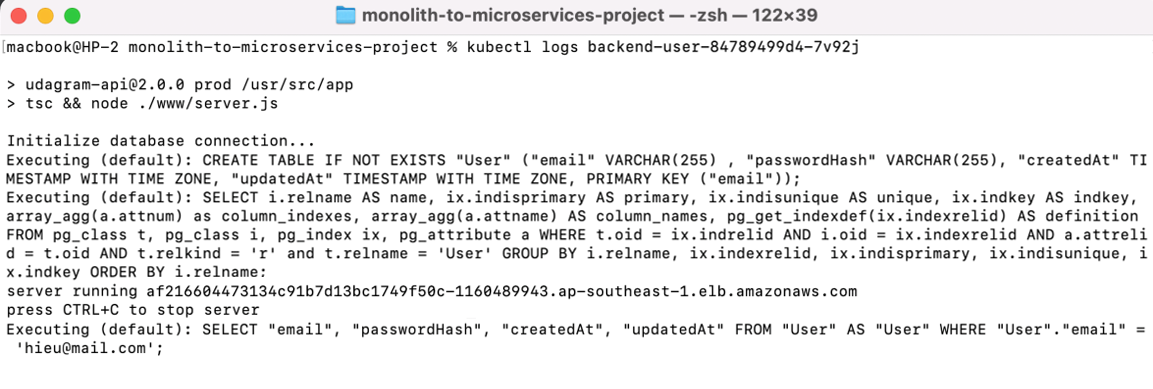 monolith-to-microservices-project — -zsh — 122×39
[macbook@HP-2 monolith-to-microservices-project % kubectl logs backend-user-84789499d4-7v92j
> udagram-api@2.0.0 prod /usr/src/app
> tsc && node ./www/server.js
Initialize database connection...
Executing (default): CREATE TABLE IF NOT EXISTS "User" ("email" VARCHAR(255) , "passwordHash" VARCHAR(255), "createdAt" TI
MESTAMP WITH TIME ZONE, "updatedAt" TIMESTAMP WITH TIME ZONE, PRIMARY KEY ("email"));
Executing (default): SELECT i.relname AS name, ix.indisprimary AS primary, ix.indisunique AS unique, ix.indkey AS indkey,
array_agg(a.attnum) as column_indexes, array_agg(a.attname) AS column_names, pg_get_indexdef(ix.indexrelid) AS definition
FROM pg_class t, pg_class i, pg_index ix, pg_attribute a WHERE t.oid = ix.indrelid AND i.oid = ix.indexrelid AND a.attreli
d = t.oid AND t.relkind = 'r' and t.relname = 'User' GROUP BY i.relname, ix.indexrelid, ix.indisprimary, ix.indisunique, i
x.indkey ORDER BY i.relname;
server running af216604473134c91b7d13bc1749f50c-1160489943.ap-southeast-1.elb.amazonaws.com
press CTRL+C to stop server
Executing (default): SELECT "email", "passwordHash", "createdAt", "updatedAt" FROM "User" AS "User" WHERE "User"."email" =
'hieu@mail.com';